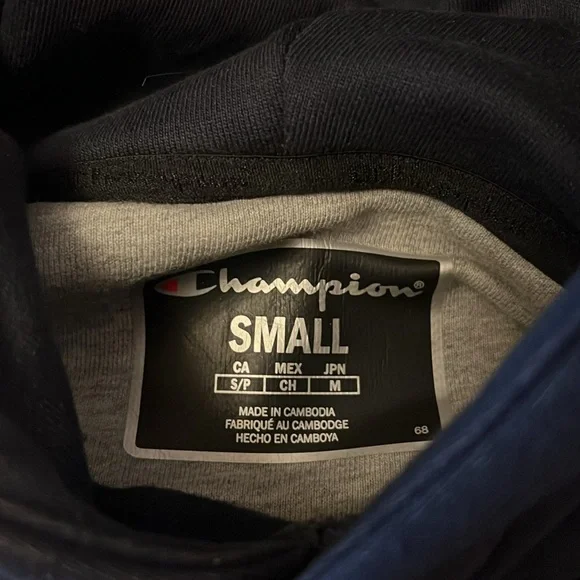 Champion®
SMALL
CA MEX JPN
S/P CH M
MADE IN CAMBODIA
FABRIQUÉ AU CAMBODGE
HECHO EN CAMBOYA
68